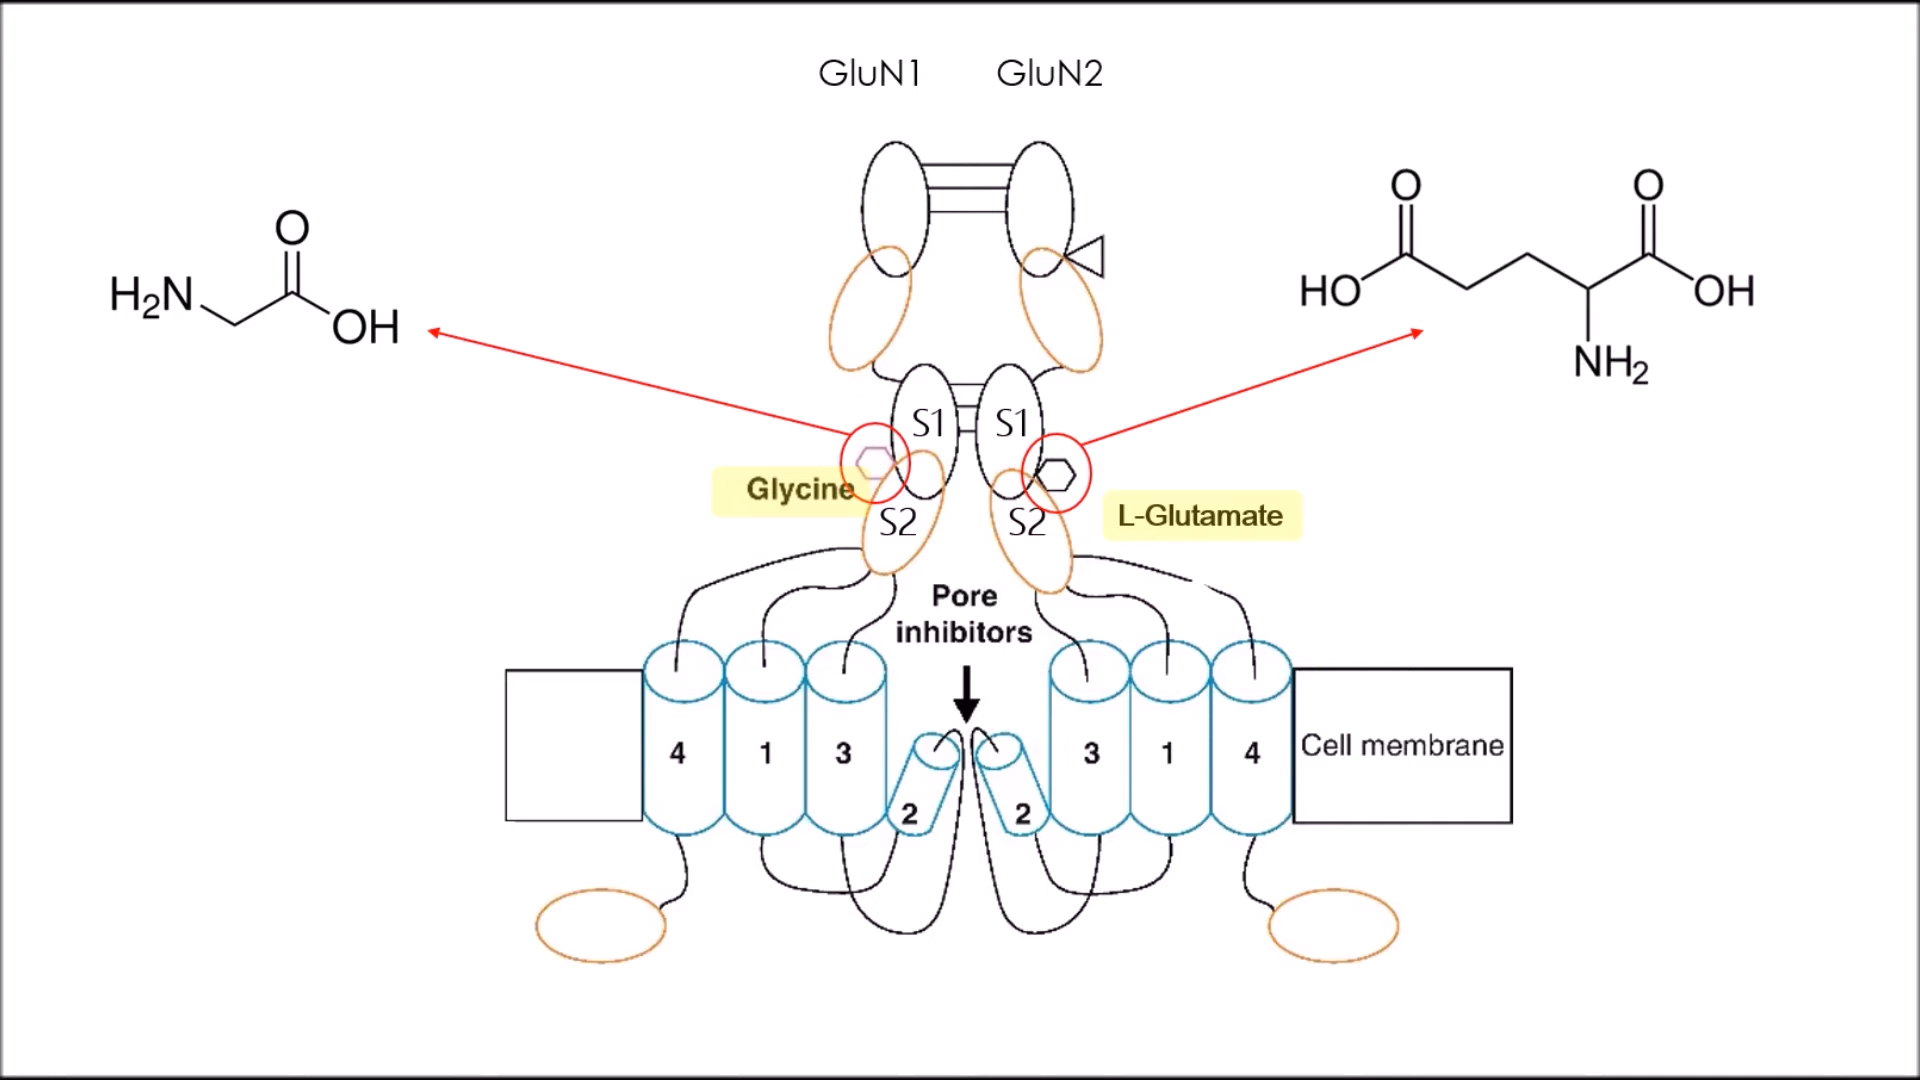 GluN1 GluN2
O
H2N
OH
O O
HO OH
NH2
S1 S1
Glycine
L-Glutamate
S2 S2
Pore
inhibitors
4 1 3 2 2 3 1 4
Cell membrane